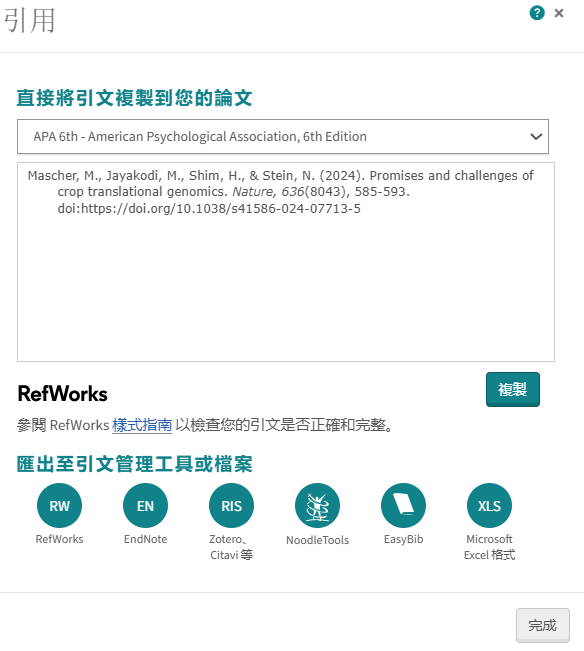 引用
?
×
直接將引文複製到您的論文
APA 6th - American Psychological Association, 6th Edition
Mascher, M., Jayakodi, M., Shim, H., & Stein, N. (2024). Promises and challenges of
crop translational genomics. Nature, 636(8043), 585-593.
doi:https://doi.org/10.1038/s41586-024-07713-5
RefWorks
複製
參閱 RefWorks 樣式指南 以檢查您的引文是否正確和完整。
匯出至引文管理工具或檔案
RW EN RIS XLS
RefWorks EndNote Zotero、 NoodleTools EasyBib Microsoft
Citavi 等 Excel 格式
完成